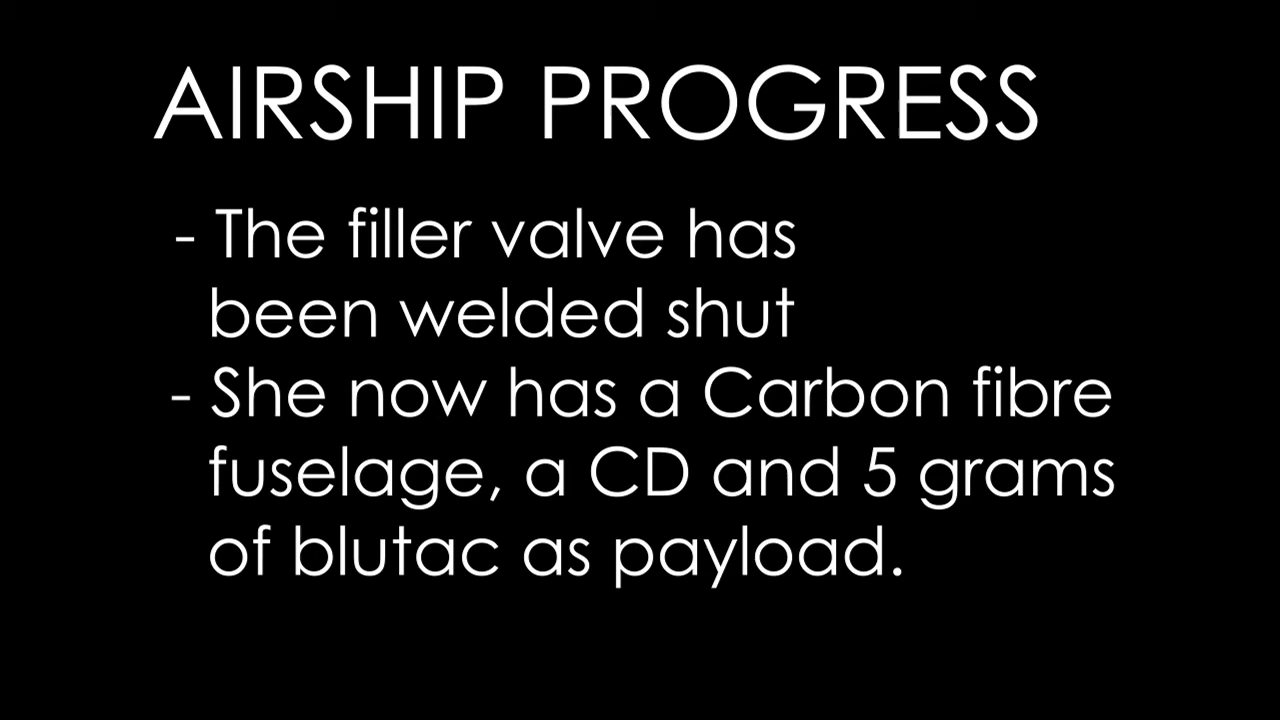 AIRSHIP PROGRESS
- The filler valve has
been welded shut
- She now has a Carbon fibre
fuselage, a CD and 5 grams
of blutac as payload.